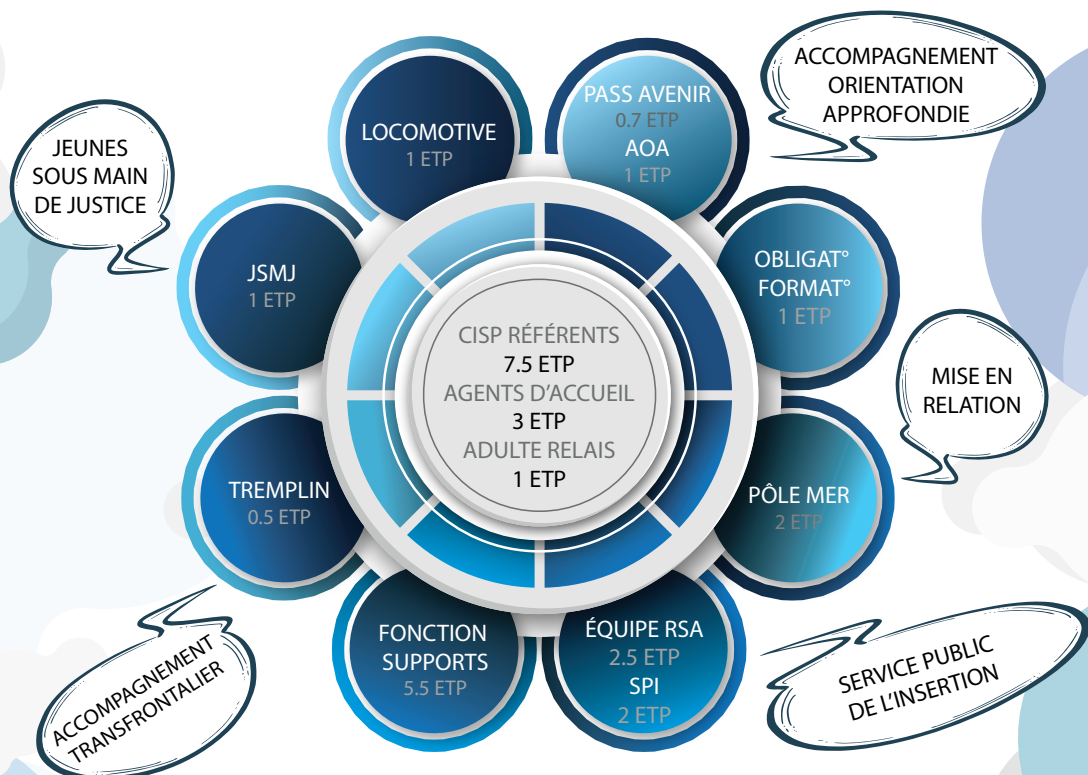 ACCOMPAGNEMENT
ORIENTATION
APPROFONDIE
PASS AVENIR
0.7 ETP
AOA
1 ETP
LOCOMOTIVE
1 ETP
JEUNES
SOUS MAIN
DE JUSTICE
JSMJ
1 ETP
OBLIGAT°
FORMAT°
1 ETP
CISP RÉFÉRENTS
7.5 ETP
AGENTS D'ACCUEIL
3 ETP
ADULTE RELAIS
1 ETP
MISE EN
RELATION
TREMPLIN
0.5 ETP
PÔLE MER
2 ETP
FONCTION
SUPPORTS
5.5 ETP
ÉQUIPE RSA
2.5 ETP
SPI
2 ETP
ACCOMPAGNEMENT
TRANSFRONTALIER
SERVICE PUBLIC
DE L'INSERTION